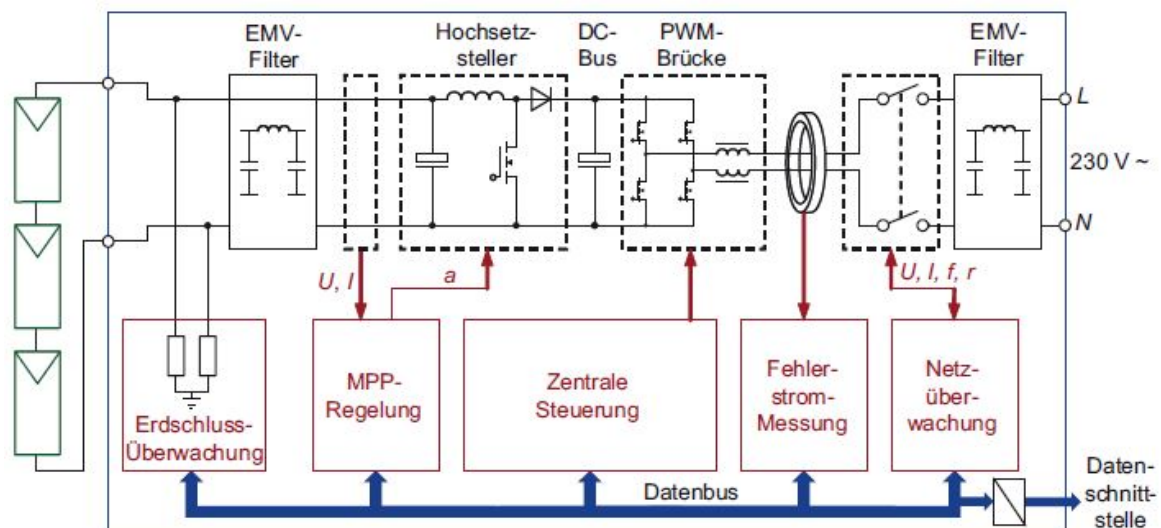 EMV-
Filter
Hochsetz-
steller
DC-
Bus
PWM-
Brücke
EMV-
Filter
L
230 V ~
N
U, I
a
U, I, f, r
Erdschluss-
Überwachung
MPP-
Regelung
Zentrale
Steuerung
Fehler-
strom-
Messung
Netz-
über-
wachung
Datenbus
Daten-
schnitt-
stelle